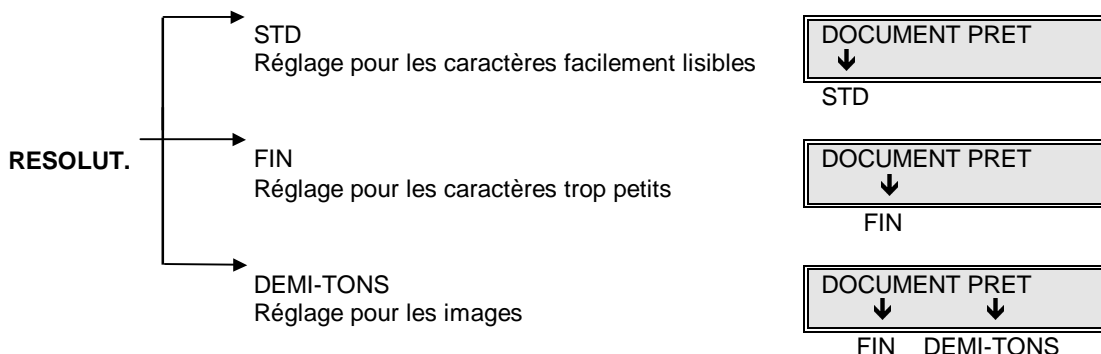 STD
Réglage pour les caractères facilement lisibles
DOCUMENT PRET
STD
RESOLUT.
FIN
Réglage pour les caractères trop petits
DOCUMENT PRET
FIN
DEMI-TONS
Réglage pour les images
DOCUMENT PRET
FIN DEMI-TONS